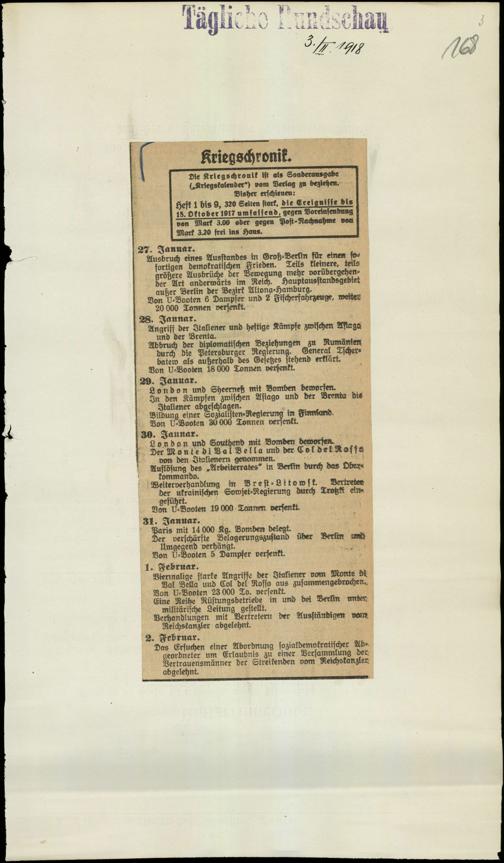 Tägliche Rundschau
3./II. 1918
3
168
Kriegschronik.
Die Kriegschronik ist als Sonderausgabe
(„Kriegskalender“) vom Verlag zu beziehen.
Bisher erschienen:
Heft 1 bis 9, 320 Seiten stark, die Ereignisse bis
15. Oktober 1917 umfassend, gegen Voreinsendung
von Mark 3.00 oder gegen Post-Nachnahme von
Mark 3.20 frei ins Haus.
27. Januar.
Ausbruch eines Ausstandes in Groß-Berlin für einen so-
fortigen demokratischen Frieden. Teils kleinere, teils
größere Ausbrüche der Bewegung mehr vorübergehen-
der Art anderwärts im Reich. Hauptausstandsgebiet
außer Berlin der Bezirk Altona-Hamburg.
Von U-Booten 6 Dampfer und 2 Fischerfahrzeuge, weiter
20 000 Tonnen versenkt.
28. Januar.
Angriff der Italiener und heftige Kämpfe zwischen Asiago
und der Brenta.
Abbruch der diplomatischen Beziehungen zu Rumänien
durch die Petersburger Regierung. General Tscher-
batew als außerhalb des Gesetzes stehend erklärt.
Von U-Booten 18 000 Tonnen versenkt.
29. Januar.
London und Sheerneß mit Bomben beworfen.
In den Kämpfen zwischen Asiago und der Brenta die
Italiener abgeschlagen.
Bildung einer Sozialisten-Regierung in Finnland.
Von U-Booten 30 000 Tonnen versenkt.
30. Januar.
London und Southend mit Bomben beworfen.
Der Monte di Val Bella und der Col del Rosso
von den Italienern genommen.
Auflösung des „Arbeiterrates“ in Berlin durch das Ober-
kommando.
Weiterverhandlung in Brest-Litowsk. Vertreter
der ukrainischen Sowjet-Regierung durch Trotzki ein-
geführt.
Von U-Booten 19 000 Tonnen versenkt.
31. Januar.
Paris mit 14 000 Kg. Bomben belegt.
Der verschärfte Belagerungszustand über Berlin und
Umgegend verhängt.
Von U-Booten 5 Dampfer versenkt.
1. Februar.
Viermalige starke Angriffe der Italiener vom Monte di
Val Bella und Col del Rosso aus zusammengebrochen.
Von U-Booten 23 000 To. versenkt.
Eine Reihe Rüstungsbetriebe in und bei Berlin unter
militärische Leitung gestellt.
Verhandlungen mit Vertretern der Ausständigen vom
Reichskanzler abgelehnt.
2. Februar.
Das Ersuchen einer Abordnung sozialdemokratischer Ab-
geordneter um Erlaubnis zu einer Versammlung der
Vertrauensmänner der Streikenden vom Reichskanzler
abgelehnt.